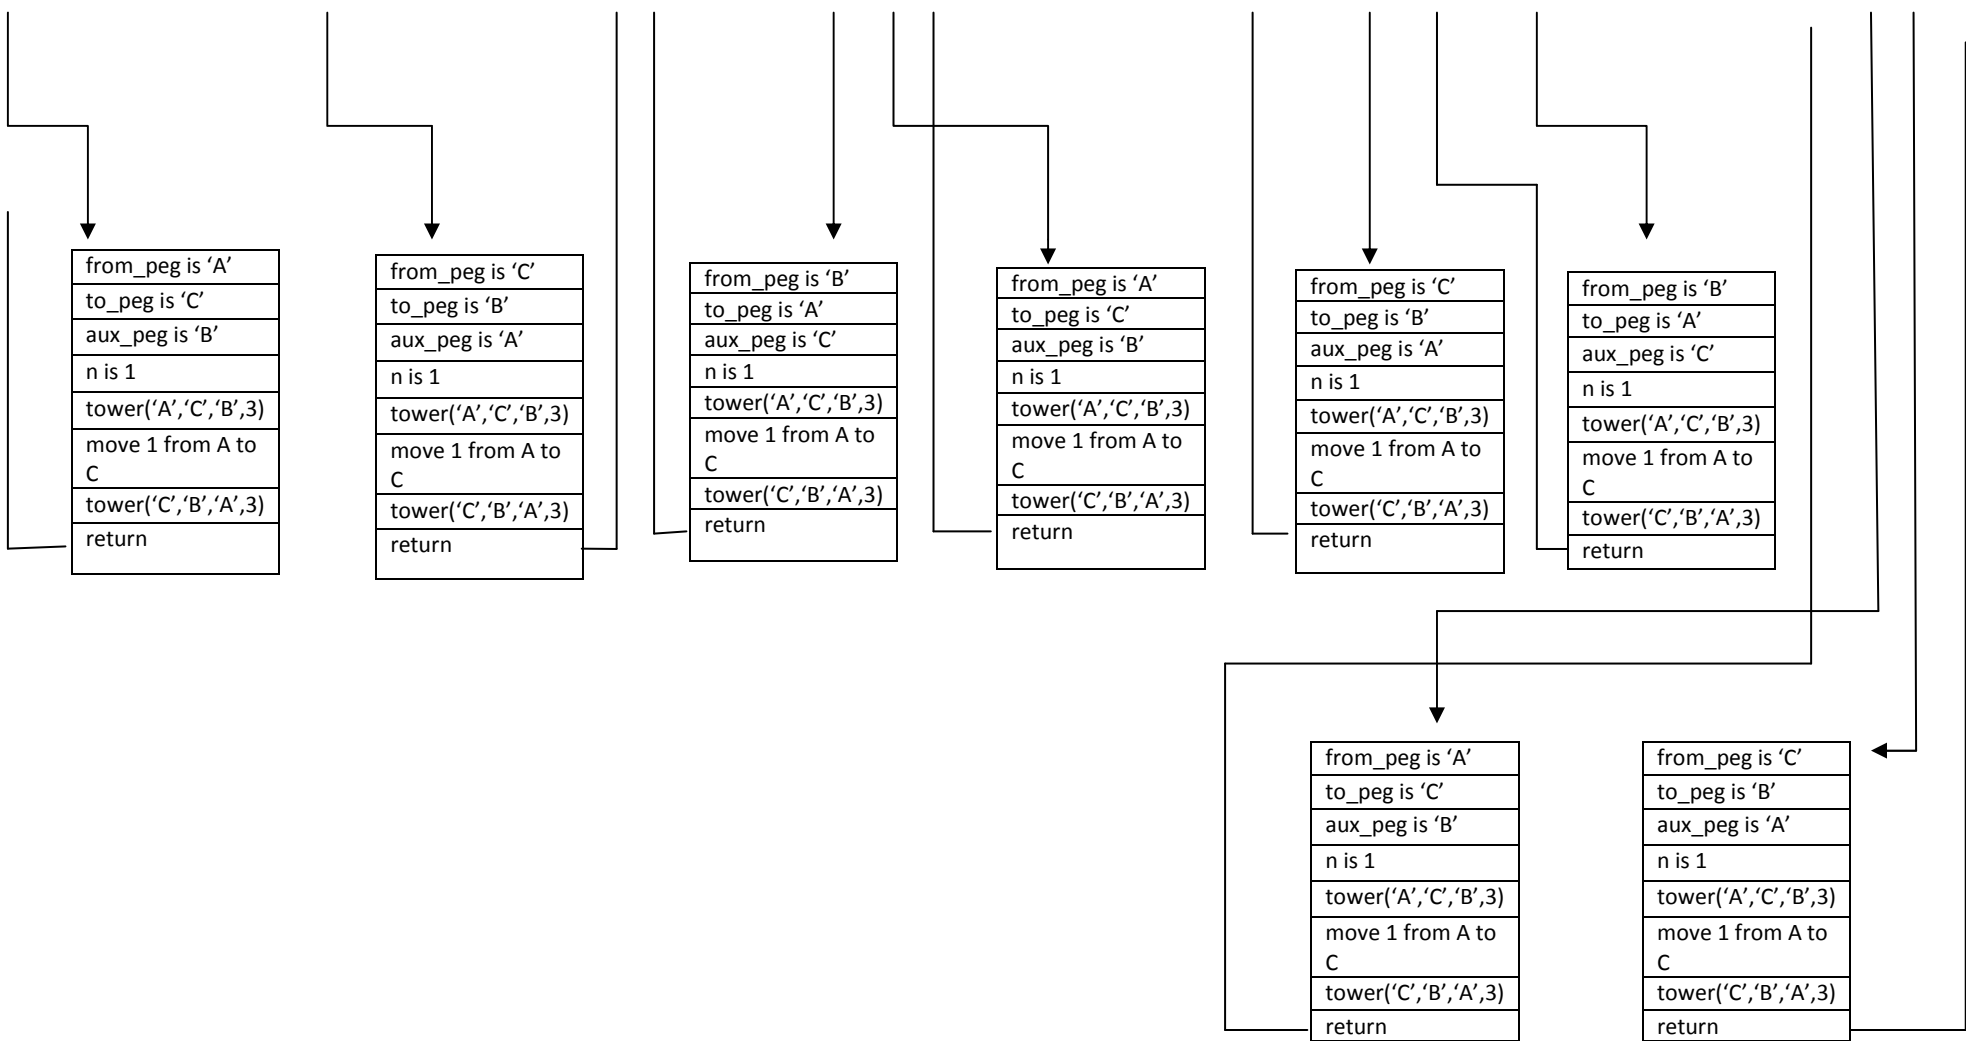 from_peg is ‘A’
to_peg is ‘C’
aux_peg is ‘B’
n is 1
tower(‘A’,‘C’,‘B’,3)
move 1 from A to
C
tower(‘C’,‘B’,‘A’,3)
return
from_peg is ‘C’
to_peg is ‘B’
aux_peg is ‘A’
n is 1
tower(‘A’,‘C’,‘B’,3)
move 1 from A to
C
tower(‘C’,‘B’,‘A’,3)
return
from_peg is ‘B’
to_peg is ‘A’
aux_peg is ‘C’
n is 1
tower(‘A’,‘C’,‘B’,3)
move 1 from A to
C
tower(‘C’,‘B’,‘A’,3)
return
from_peg is ‘A’
to_peg is ‘C’
aux_peg is ‘B’
n is 1
tower(‘A’,‘C’,‘B’,3)
move 1 from A to
C
tower(‘C’,‘B’,‘A’,3)
return
from_peg is ‘C’
to_peg is ‘B’
aux_peg is ‘A’
n is 1
tower(‘A’,‘C’,‘B’,3)
move 1 from A to
C
tower(‘C’,‘B’,‘A’,3)
return
from_peg is ‘B’
to_peg is ‘A’
aux_peg is ‘C’
n is 1
tower(‘A’,‘C’,‘B’,3)
move 1 from A to
C
tower(‘C’,‘B’,‘A’,3)
return
from_peg is ‘A’
to_peg is ‘C’
aux_peg is ‘B’
n is 1
tower(‘A’,‘C’,‘B’,3)
move 1 from A to
C
tower(‘C’,‘B’,‘A’,3)
return
from_peg is ‘C’
to_peg is ‘B’
aux_peg is ‘A’
n is 1
tower(‘A’,‘C’,‘B’,3)
move 1 from A to
C
tower(‘C’,‘B’,‘A’,3)
return